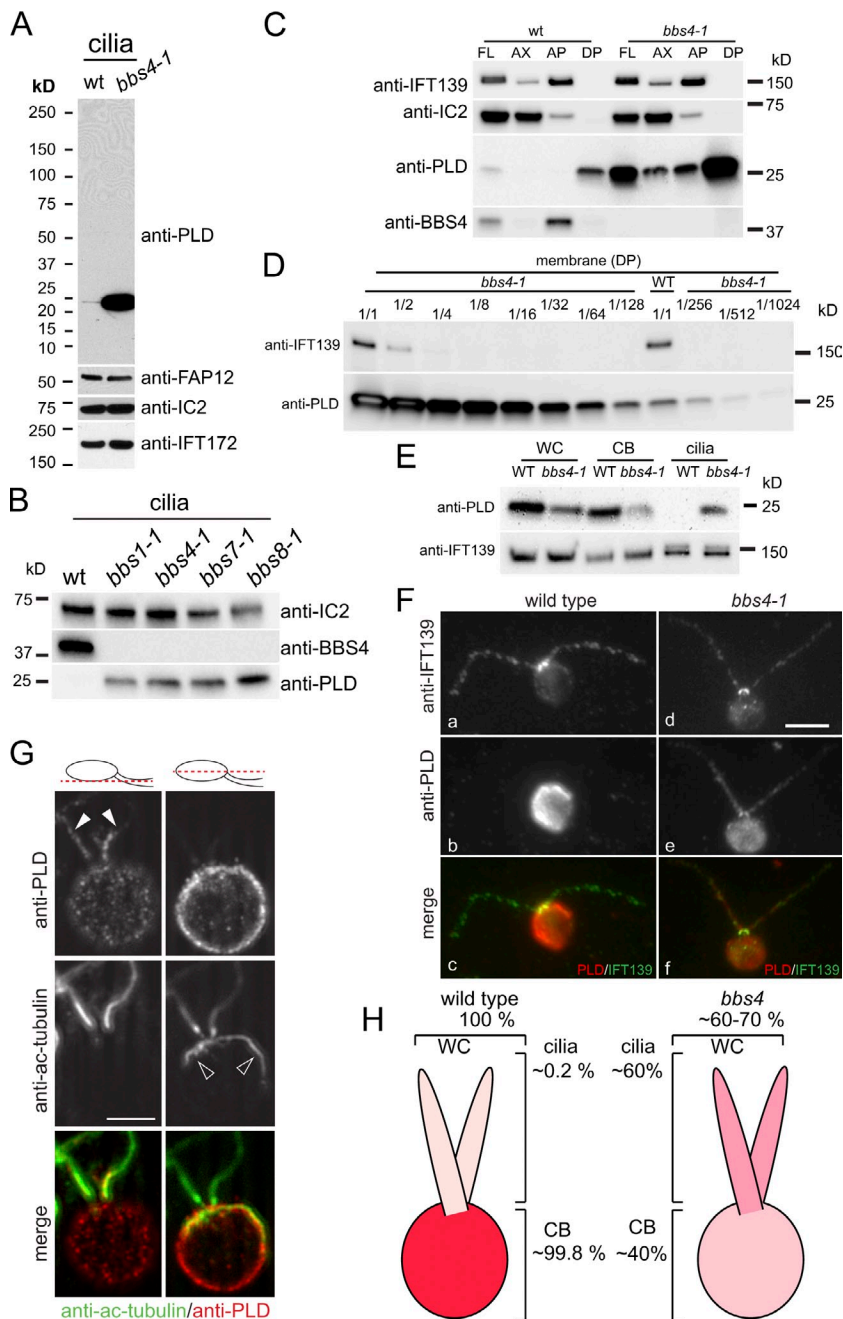 A
cilia
wt bbs4-1
kD
250
150
100
75
50
37
25
20
15
10
anti-PLD
50
anti-FAP12
75
anti-IC2
250
150
anti-IFT172
B
cilia
kD
wt bbs1-1 bbs4-1 bbs7-1 bbs8-1
75
anti-IC2
37
anti-BBS4
25
anti-PLD
C
wt bbs4-1
FL AX AP DP FL AX AP DP
kD
anti-IFT139
150
75
anti-IC2
anti-PLD
25
anti-BBS4
37
D
membrane (DP)
bbs4-1 WT bbs4-1
1/1 1/2 1/4 1/8 1/16 1/32 1/64 1/128 1/1 1/256 1/512 1/1024
kD
anti-IFT139
150
anti-PLD
25
E
WC CB cilia
WT bbs4-1 WT bbs4-1 WT bbs4-1
kD
anti-PLD
25
anti-IFT139
150
F
wild type bbs4-1
anti-IFT139
a
d
anti-PLD
b
e
merge
c
PLD/IFT139
f
PLD/IFT139
G
anti-PLD
anti-ac-tubulin
merge
anti-ac-tubulin/anti-PLD
H
wild type
100 %
WC
cilia
~0.2 %
CB
~99.8 %
bbs4
~60-70 %
WC
cilia
~60%
CB
~40%